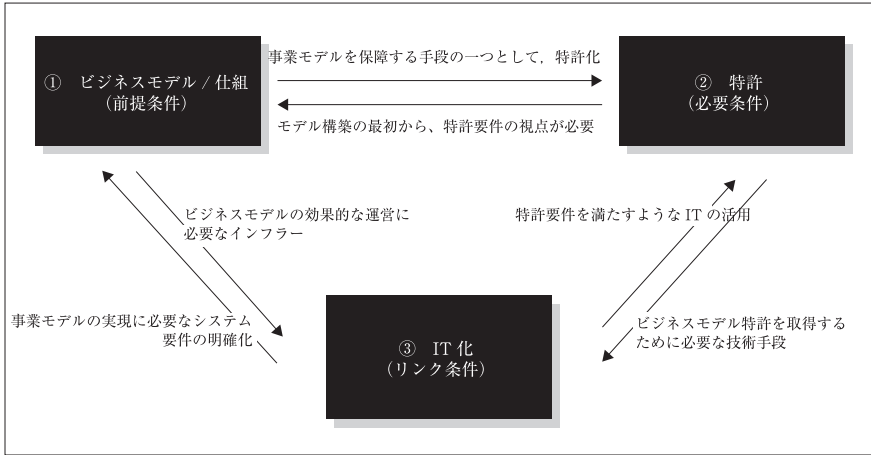 事業モデルを保障する手段の一つとして，特許化
① ビジネスモデル / 仕組
（前提条件）
② 特許
（必要条件）
モデル構築の最初から、特許要件の視点が必要
ビジネスモデルの効果的な運営に
必要なインフラー
特許要件を満たすような IT の活用
事業モデルの実現に必要なシステム
要件の明確化
③ IT 化
（リンク条件）
ビジネスモデル特許を取得する
ために必要な技術手段